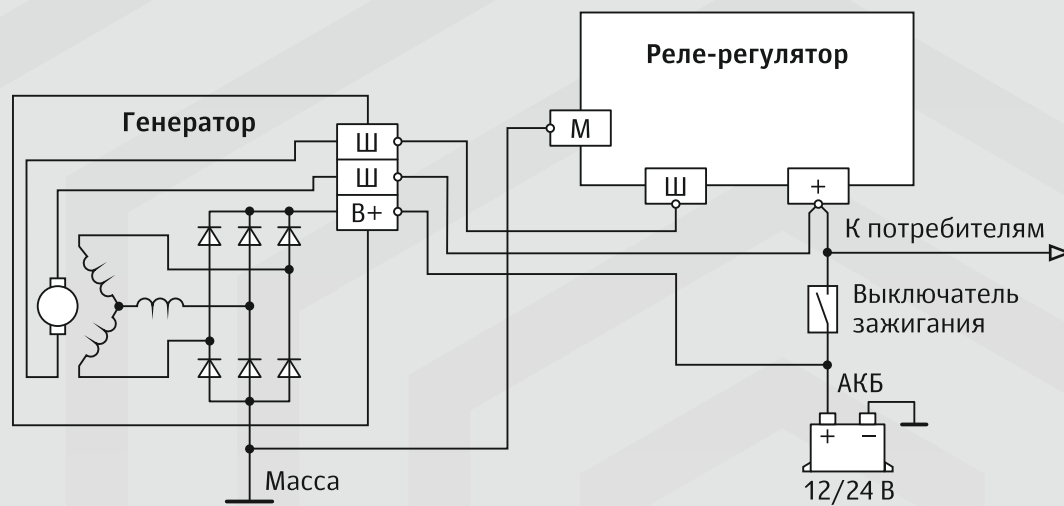 Реле-регулятор
Генератор
М
Ш
Ш
В+
Ш
+
К потребителям
Выключатель
зажигания
АКБ
+ −
Масса
12/24 В